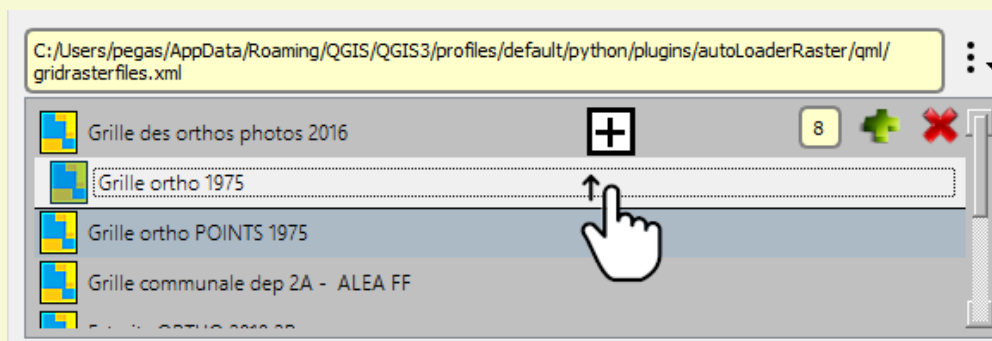 C:/Users/pegas/AppData/Roaming/QGIS/QGIS3/profiles/default/python/plugins/autoLoaderRaster/qml/
gridrasterfiles.xml
Grille des orthos photos 2016
8
Grille ortho 1975
Grille ortho POINTS 1975
Grille communale dep 2A - ALEA FF